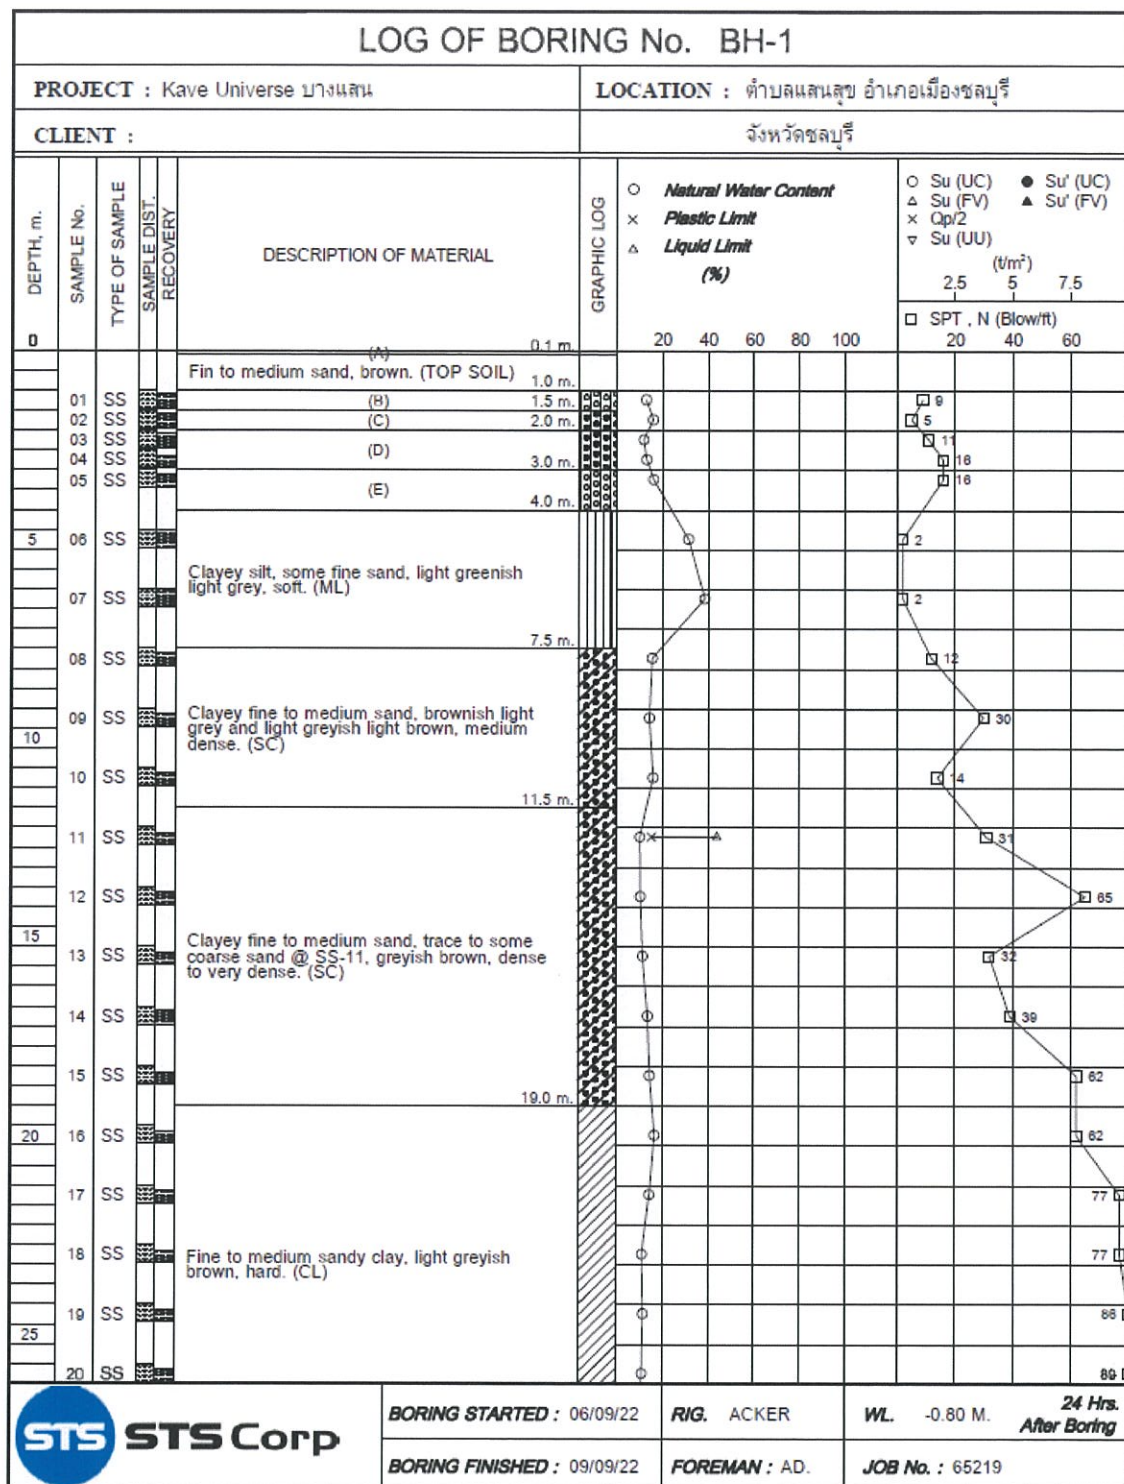 LOG OF BORING No. BH-1
PROJECT : Kave Universe บางแสน
LOCATION : ตำบลแสนสุข อำเภอเมืองชลบุรี
CLIENT :
จังหวัดชลบุรี
DEPTH, m.
SAMPLE No.
TYPE OF SAMPLE
SAMPLE DIST.
RECOVERY
DESCRIPTION OF MATERIAL
GRAPHIC LOG
Natural Water Content
Plastic Limit
Liquid Limit
(%)
Su (UC) Su' (UC)
Su (FV) Su' (FV)
Qp/2
Su (UU)
(t/m²)
2.5 5 7.5
SPT , N (Blow/ft)
0 0.1 m. 20 40 60 80 100 20 40 60
(A)
Fin to medium sand, brown. (TOP SOIL)
1.0 m.
01 SS (B) 1.5 m. 9
02 SS (C) 2.0 m. 5
03 SS 11
(D)
04 SS 3.0 m. 16
05 SS 16
(E)
4.0 m.
5 06 SS 2
Clayey silt, some fine sand, light greenish
light grey, soft. (ML)
07 SS 2
7.5 m.
08 SS 12
09 SS Clayey fine to medium sand, brownish light 30
grey and light greyish light brown, medium
10
dense. (SC)
10 SS 14
11.5 m.
11 SS 31
12 SS 65
15
Clayey fine to medium sand, trace to some
13 SS coarse sand @ SS-11, greyish brown, dense 32
to very dense. (SC)
14 SS 39
15 SS 62
19.0 m.
20 16 SS 62
17 SS 77
18 SS Fine to medium sandy clay, light greyish 77
brown, hard. (CL)
19 SS 86
25
20 SS 89
STS STS Corp
BORING STARTED : 06/09/22 RIG. ACKER WL. -0.80 M. 24 Hrs.
After Boring
BORING FINISHED : 09/09/22 FOREMAN : AD. JOB No. : 65219